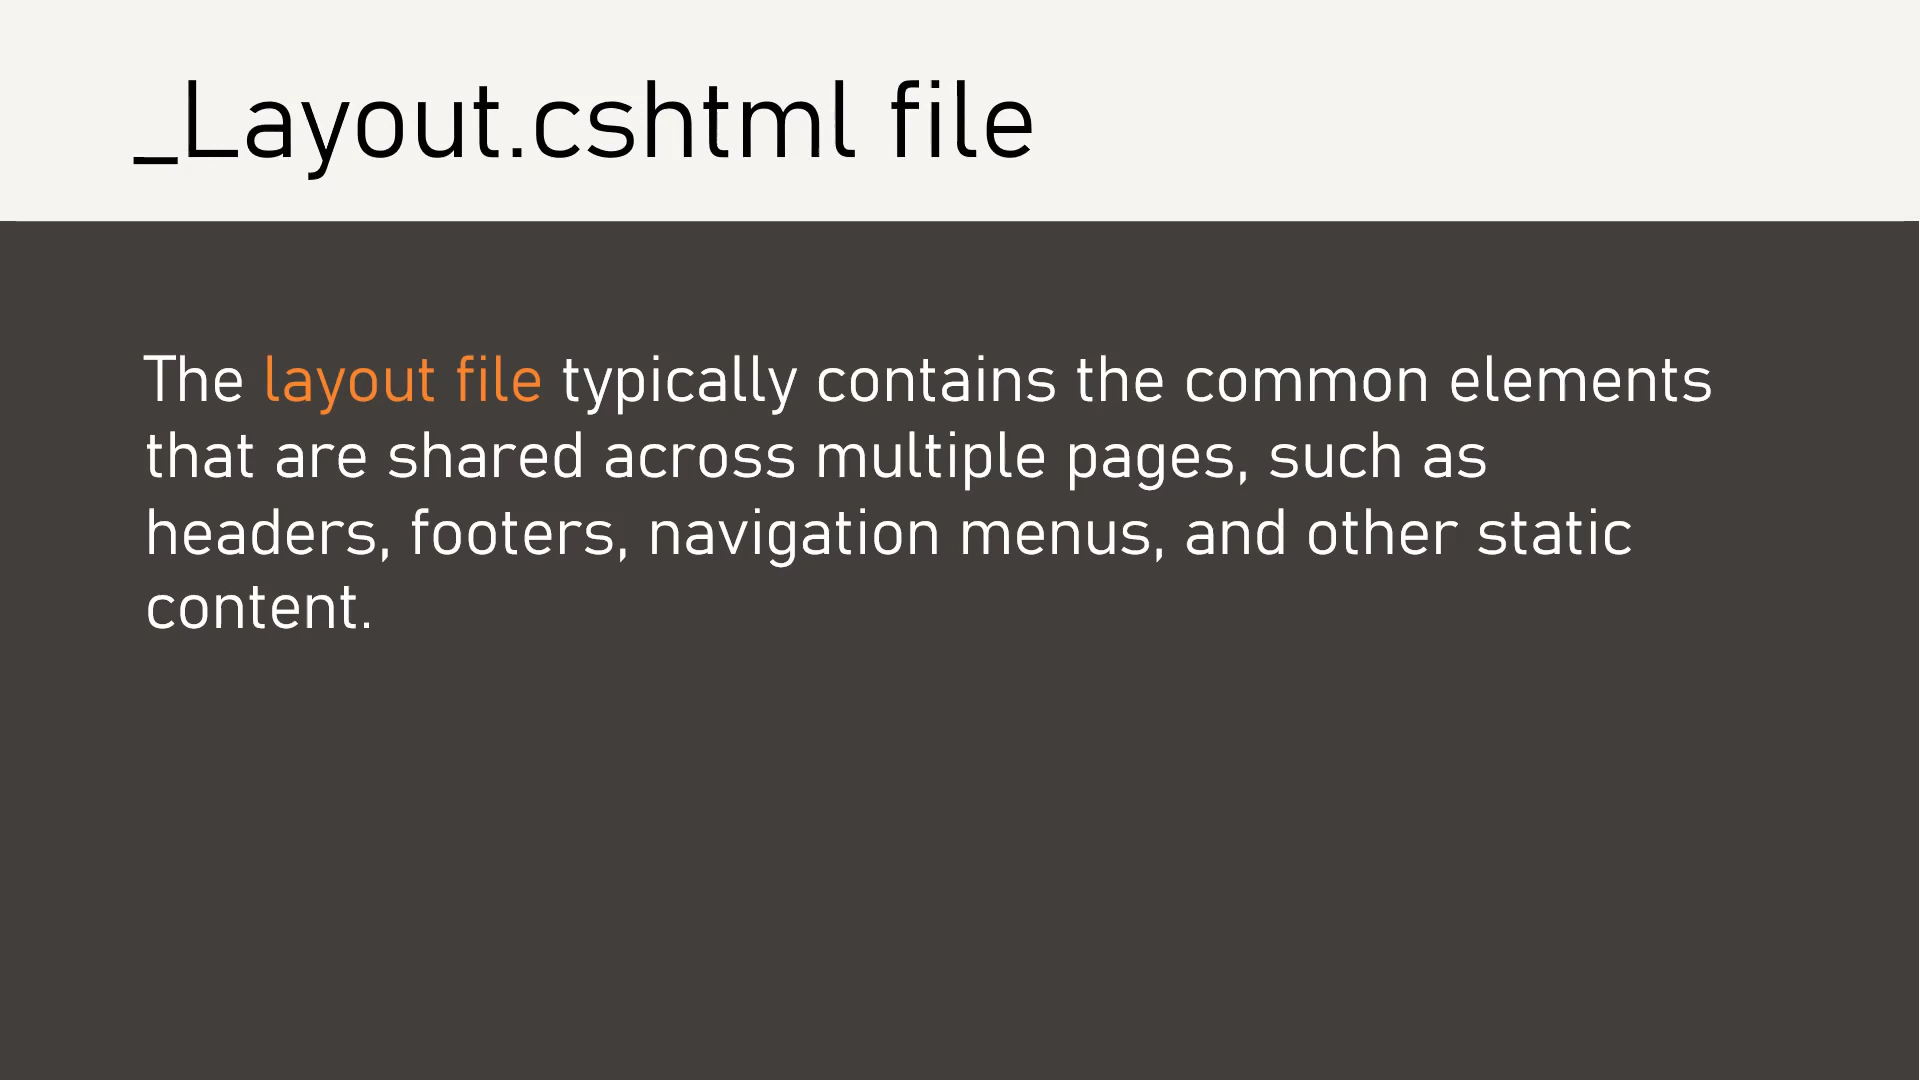 _Layout.cshtml file
The layout file typically contains the common elements
that are shared across multiple pages, such as
headers, footers, navigation menus, and other static
content.